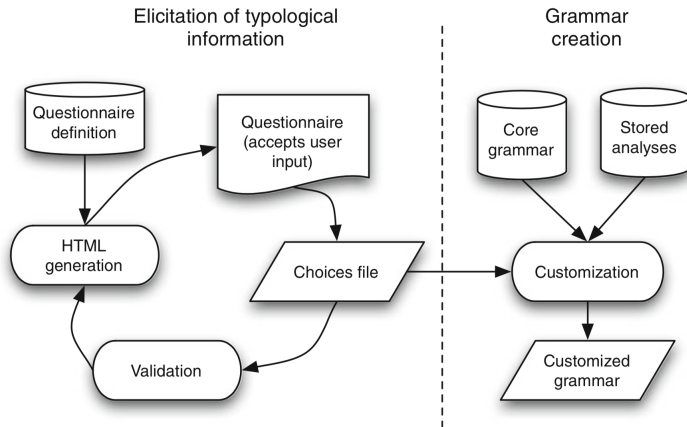 Elicitation of typological
information
Grammar
creation
Questionnaire
definition
Questionnaire
(accepts user
input)
Core
grammar
Stored
analyses
HTML
generation
Choices file
Customization
Validation
Customized
grammar